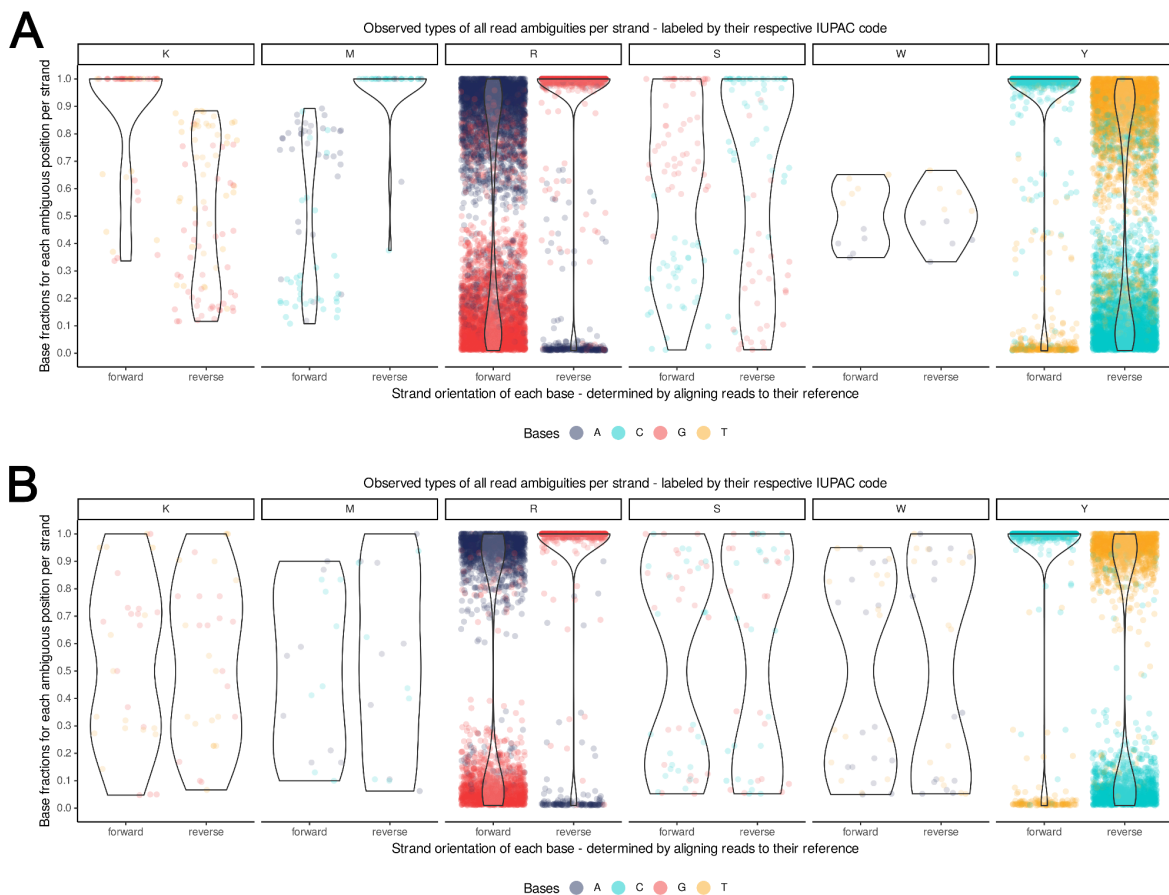 A
Observed types of all read ambiguities per strand - labeled by their respective IUPAC code
K M R S W Y
Base fractions for each ambiguous position per strand
1.0
0.9
0.8
0.7
0.6
0.5
0.4
0.3
0.2
0.1
0.0
forward reverse forward reverse forward reverse forward reverse forward reverse forward reverse
Strand orientation of each base - determined by aligning reads to their reference
Bases A C G T
B
Observed types of all read ambiguities per strand - labeled by their respective IUPAC code
K M R S W Y
Base fractions for each ambiguous position per strand
1.0
0.9
0.8
0.7
0.6
0.5
0.4
0.3
0.2
0.1
0.0
forward reverse forward reverse forward reverse forward reverse forward reverse forward reverse
Strand orientation of each base - determined by aligning reads to their reference
Bases A C G T